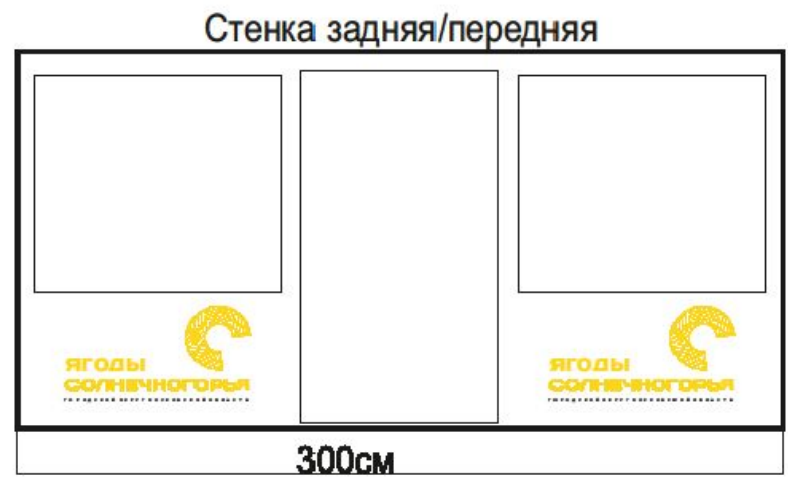 Стенка задняя/передняя
ЯГОДЫ
СОЛНЕЧНОГОРЬЯ
ЯГОДЫ
СОЛНЕЧНОГОРЬЯ
300см